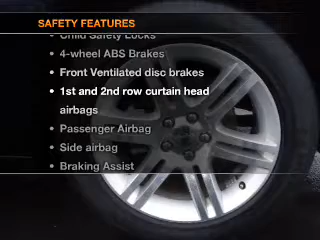 SAFETY FEATURES
• Child Safety Locks
• 4-wheel ABS Brakes
• Front Ventilated disc brakes
• 1st and 2nd row curtain head
airbags
• Passenger Airbag
• Side airbag
• Braking Assist